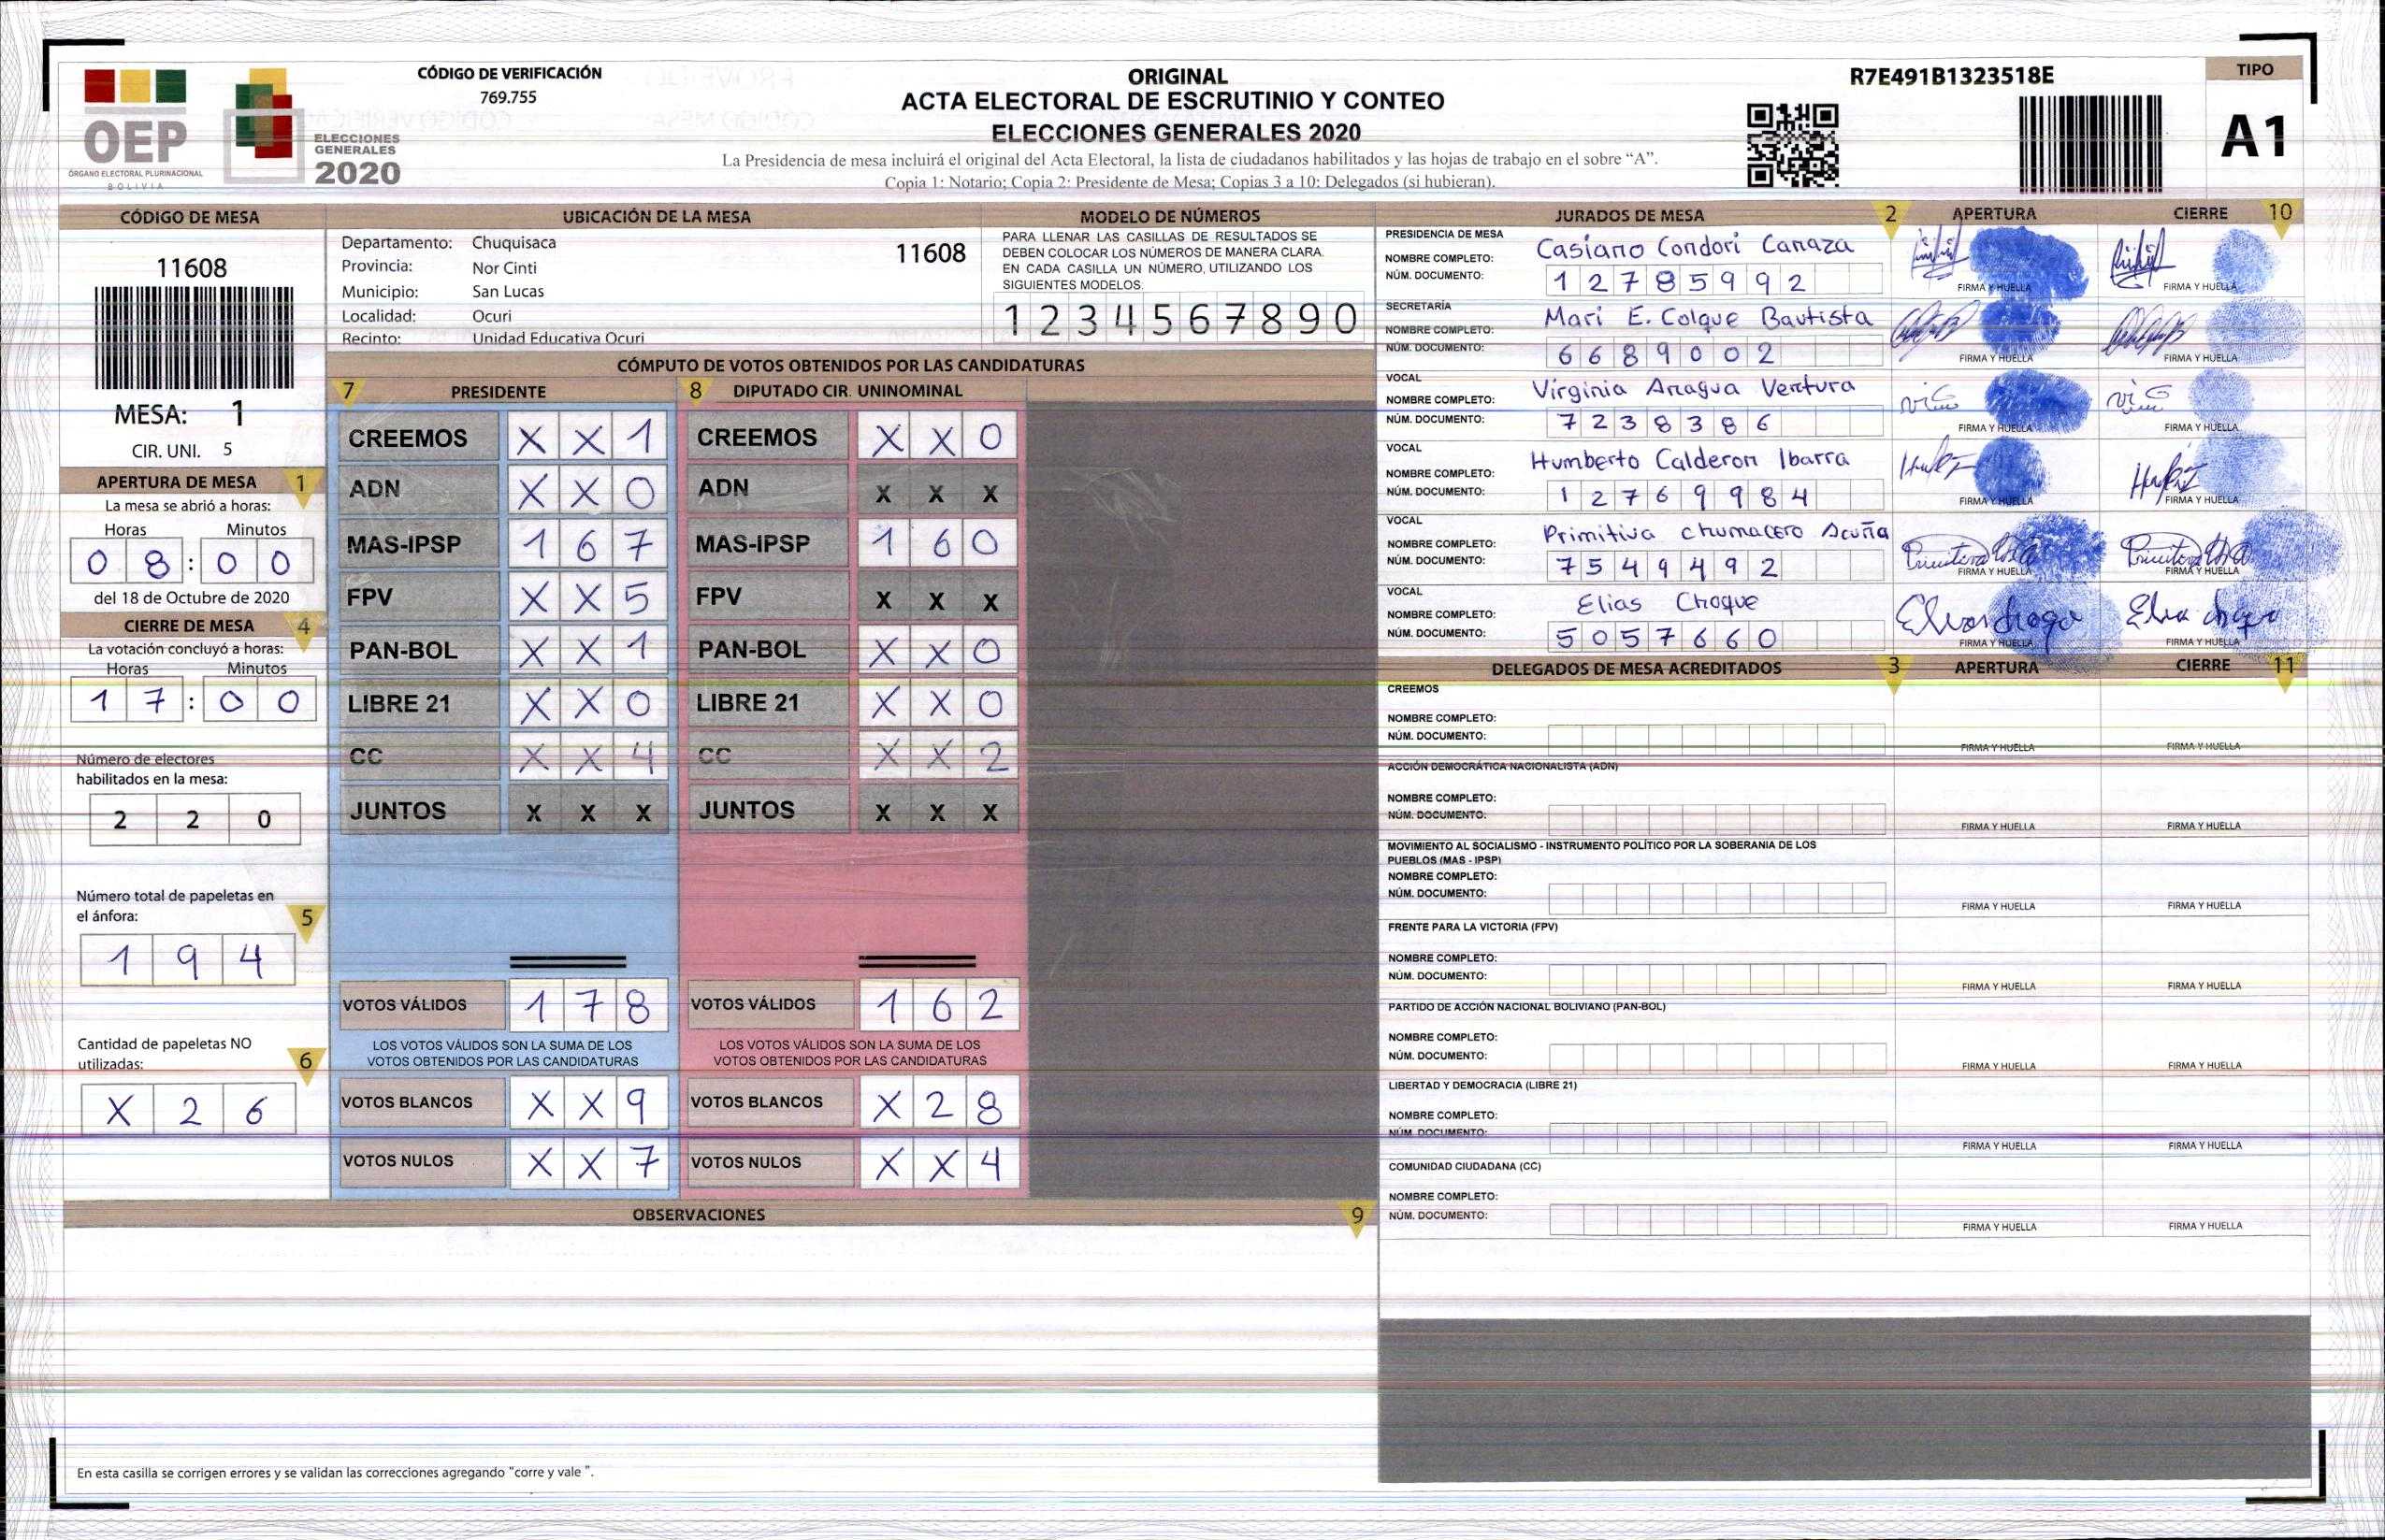 CÓDIGO DE VERIFICACIÓN
769.755
OEP
ÓRGANO ELECTORAL PLURINACIONAL
BOLIVIA
ELECCIONES
GENERALES
2020
ORIGINAL
ACTA ELECTORAL DE ESCRUTINIO Y CONTEO
ELECCIONES GENERALES 2020
La Presidencia de mesa incluirá el original del Acta Electoral, la lista de ciudadanos habilitados y las hojas de trabajo en el sobre “A”.
Copia 1: Notario; Copia 2: Presidente de Mesa; Copias 3 a 10: Delegados (si hubieran).
R7E491B1323518E
TIPO
A1
CÓDIGO DE MESA
11608
MESA: 1
CIR. UNI. 5
APERTURA DE MESA 1
La mesa se abrió a horas:
Horas Minutos
0 8 : 0 0
del 18 de Octubre de 2020
CIERRE DE MESA 4
La votación concluyó a horas:
Horas Minutos
1 7 : 0 0
Número de electores
habilitados en la mesa:
2 2 0
Número total de papeletas en
el ánfora: 5
1 9 4
Cantidad de papeletas NO
utilizadas: 6
X 2 6
UBICACIÓN DE LA MESA
Departamento: Chuquisaca 11608
Provincia: Nor Cinti
Municipio: San Lucas
Localidad: Ocuri
Recinto: Unidad Educativa Ocuri
MODELO DE NÚMEROS
PARA LLENAR LAS CASILLAS DE RESULTADOS SE
DEBEN COLOCAR LOS NÚMEROS DE MANERA CLARA.
EN CADA CASILLA UN NÚMERO, UTILIZANDO LOS
SIGUIENTES MODELOS.
1 2 3 4 5 6 7 8 9 0
CÓMPUTO DE VOTOS OBTENIDOS POR LAS CANDIDATURAS
7 PRESIDENTE 8 DIPUTADO CIR. UNINOMINAL
CREEMOS X X 1 CREEMOS X X 0
ADN X X 0 ADN X X X
MAS-IPSP 1 6 7 MAS-IPSP 1 6 0
FPV X X 5 FPV X X X
PAN-BOL X X 1 PAN-BOL X X 0
LIBRE 21 X X 0 LIBRE 21 X X 0
CC X X 4 CC X X 2
JUNTOS X X X JUNTOS X X X
VOTOS VÁLIDOS 1 7 8 VOTOS VÁLIDOS 1 6 2
LOS VOTOS VÁLIDOS SON LA SUMA DE LOS LOS VOTOS VÁLIDOS SON LA SUMA DE LOS
VOTOS OBTENIDOS POR LAS CANDIDATURAS VOTOS OBTENIDOS POR LAS CANDIDATURAS
VOTOS BLANCOS X X 9 VOTOS BLANCOS X 2 8
VOTOS NULOS X X 7 VOTOS NULOS X X 4
OBSERVACIONES 9
En esta casilla se corrigen errores y se validan las correcciones agregando “corre y vale ”.
JURADOS DE MESA 2 APERTURA CIERRE 10
PRESIDENCIA DE MESA
NOMBRE COMPLETO: Casiano Condori Canaza
NÚM. DOCUMENTO: 1 2 7 8 5 9 9 2 FIRMA Y HUELLA FIRMA Y HUELLA
SECRETARÍA
NOMBRE COMPLETO: Mari E. Colque Bautista
NÚM. DOCUMENTO: 6 6 8 9 0 0 2 FIRMA Y HUELLA FIRMA Y HUELLA
VOCAL
NOMBRE COMPLETO: Virginia Anagua Ventura
NÚM. DOCUMENTO: 7 2 3 8 3 8 6 FIRMA Y HUELLA FIRMA Y HUELLA
VOCAL
NOMBRE COMPLETO: Humberto Calderon Ibarra
NÚM. DOCUMENTO: 1 2 7 6 9 9 8 4 FIRMA Y HUELLA FIRMA Y HUELLA
VOCAL
NOMBRE COMPLETO: Primitiva Chumacero Acuña
NÚM. DOCUMENTO: 7 5 4 9 4 9 2 FIRMA Y HUELLA FIRMA Y HUELLA
VOCAL
NOMBRE COMPLETO: Elias Choque
NÚM. DOCUMENTO: 5 0 5 7 6 6 0 FIRMA Y HUELLA FIRMA Y HUELLA
DELEGADOS DE MESA ACREDITADOS 3 APERTURA CIERRE 11
CREEMOS
NOMBRE COMPLETO:
NÚM. DOCUMENTO: FIRMA Y HUELLA FIRMA Y HUELLA
ACCIÓN DEMOCRÁTICA NACIONALISTA (ADN)
NOMBRE COMPLETO:
NÚM. DOCUMENTO: FIRMA Y HUELLA FIRMA Y HUELLA
MOVIMIENTO AL SOCIALISMO - INSTRUMENTO POLÍTICO POR LA SOBERANIA DE LOS
PUEBLOS (MAS - IPSP)
NOMBRE COMPLETO:
NÚM. DOCUMENTO: FIRMA Y HUELLA FIRMA Y HUELLA
FRENTE PARA LA VICTORIA (FPV)
NOMBRE COMPLETO:
NÚM. DOCUMENTO: FIRMA Y HUELLA FIRMA Y HUELLA
PARTIDO DE ACCIÓN NACIONAL BOLIVIANO (PAN-BOL)
NOMBRE COMPLETO:
NÚM. DOCUMENTO: FIRMA Y HUELLA FIRMA Y HUELLA
LIBERTAD Y DEMOCRACIA (LIBRE 21)
NOMBRE COMPLETO:
NÚM. DOCUMENTO: FIRMA Y HUELLA FIRMA Y HUELLA
COMUNIDAD CIUDADANA (CC)
NOMBRE COMPLETO:
NÚM. DOCUMENTO: FIRMA Y HUELLA FIRMA Y HUELLA